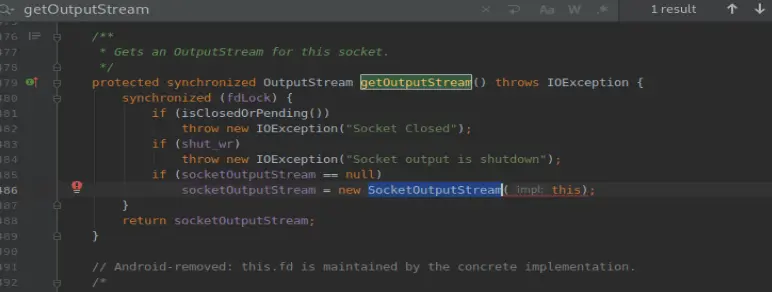 getOutputStream
Aa W .* 1 result
476 /**
477 * Gets an OutputStream for this socket.
478 */
479 protected synchronized OutputStream getOutputStream() throws IOException {
480 synchronized (fdLock) {
481 if (isClosedOrPending())
482 throw new IOException("Socket Closed");
483 if (shut_wr)
484 throw new IOException("Socket output is shutdown");
485 if (socketOutputStream == null)
486 socketOutputStream = new SocketOutputStream( Impl: this);
487 }
488 return socketOutputStream;
489 }
490
491 // Android-removed: this.fd is maintained by the concrete implementation.
492 /*